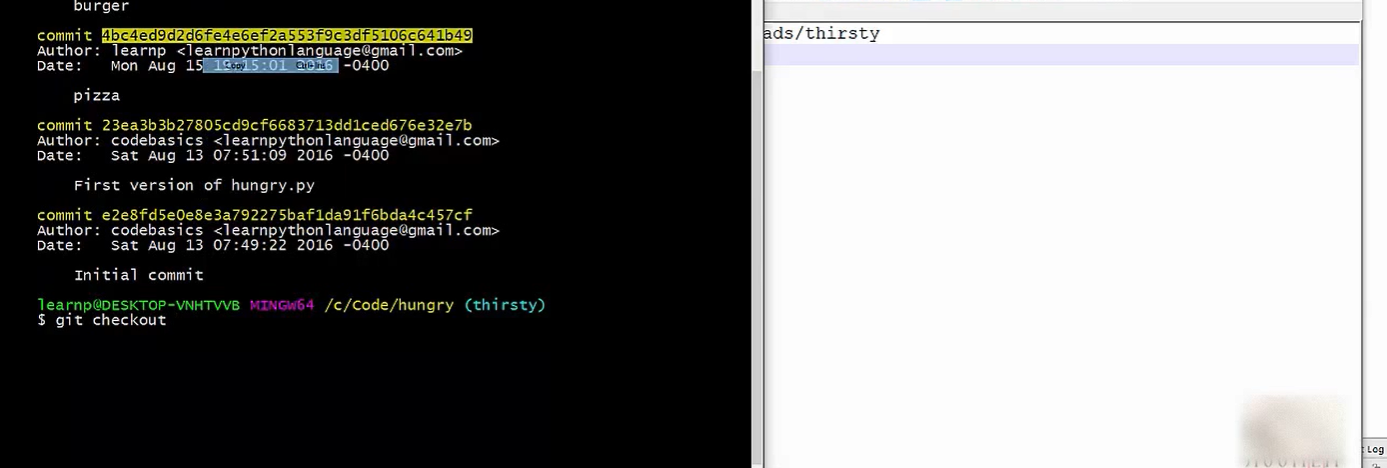 burger
commit 4bc4ed9d2d6fe4e6ef2a553f9c3df5106c641b49
Author: learnp <learnpythonlanguage@gmail.com>
Date: Mon Aug 15 19:15:01 2016 -0400
Copy
pizza
commit 23ea3b3b27805cd9cf6683713dd1ced676e32e7b
Author: codebasics <learnpythonlanguage@gmail.com>
Date: Sat Aug 13 07:51:09 2016 -0400
First version of hungry.py
commit e2e8fd5e0e8e3a792275baf1da91f6bda4c457cf
Author: codebasics <learnpythonlanguage@gmail.com>
Date: Sat Aug 13 07:49:22 2016 -0400
Initial commit
learnp@DESKTOP-VNHTVVB MINGW64 /c/Code/hungry (thirsty)
$ git checkout
ads/thirsty
Log